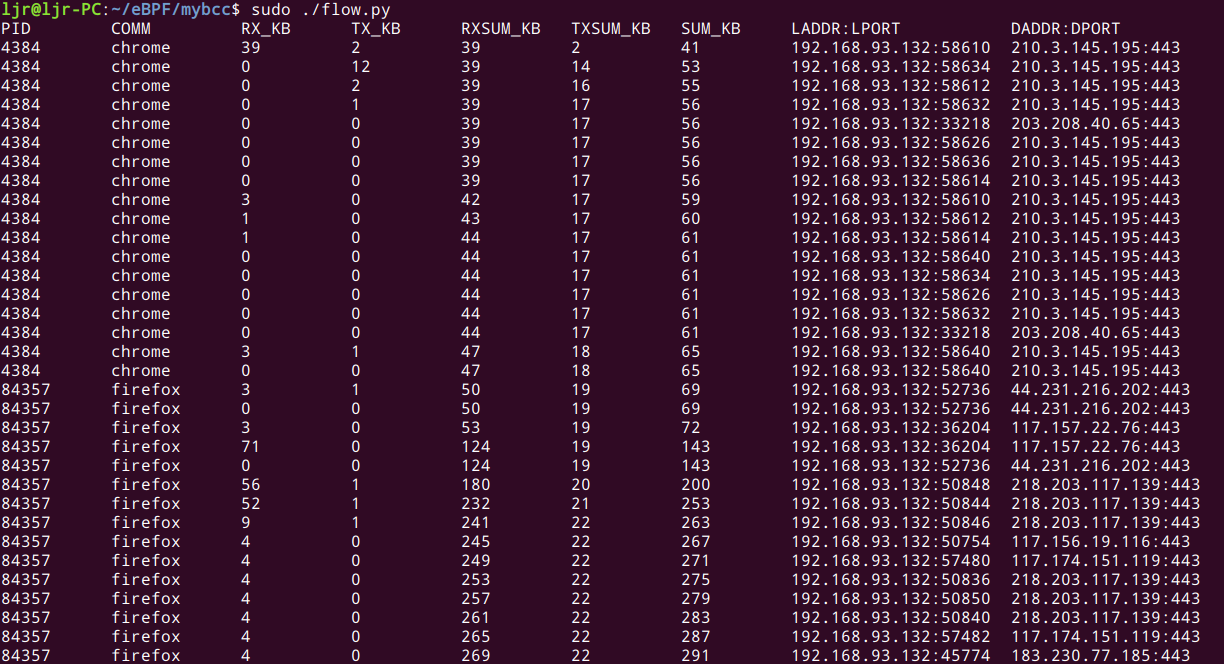 ljr@ljr-PC:~/eBPF/mybcc$ sudo ./flow.py
PID COMM RX_KB TX_KB RXSUM_KB TXSUM_KB SUM_KB LADDR:LPORT DADDR:DPORT
4384 chrome 39 2 39 2 41 192.168.93.132:58610 210.3.145.195:443
4384 chrome 0 12 39 14 53 192.168.93.132:58634 210.3.145.195:443
4384 chrome 0 2 39 16 55 192.168.93.132:58612 210.3.145.195:443
4384 chrome 0 1 39 17 56 192.168.93.132:58632 210.3.145.195:443
4384 chrome 0 0 39 17 56 192.168.93.132:33218 203.208.40.65:443
4384 chrome 0 0 39 17 56 192.168.93.132:58626 210.3.145.195:443
4384 chrome 0 0 39 17 56 192.168.93.132:58636 210.3.145.195:443
4384 chrome 0 0 39 17 56 192.168.93.132:58614 210.3.145.195:443
4384 chrome 3 0 42 17 59 192.168.93.132:58610 210.3.145.195:443
4384 chrome 1 0 43 17 60 192.168.93.132:58612 210.3.145.195:443
4384 chrome 1 0 44 17 61 192.168.93.132:58614 210.3.145.195:443
4384 chrome 0 0 44 17 61 192.168.93.132:58640 210.3.145.195:443
4384 chrome 0 0 44 17 61 192.168.93.132:58634 210.3.145.195:443
4384 chrome 0 0 44 17 61 192.168.93.132:58626 210.3.145.195:443
4384 chrome 0 0 44 17 61 192.168.93.132:58632 210.3.145.195:443
4384 chrome 0 0 44 17 61 192.168.93.132:33218 203.208.40.65:443
4384 chrome 3 1 47 18 65 192.168.93.132:58640 210.3.145.195:443
4384 chrome 0 0 47 18 65 192.168.93.132:58640 210.3.145.195:443
84357 firefox 3 1 50 19 69 192.168.93.132:52736 44.231.216.202:443
84357 firefox 0 0 50 19 69 192.168.93.132:52736 44.231.216.202:443
84357 firefox 3 0 53 19 72 192.168.93.132:36204 117.157.22.76:443
84357 firefox 71 0 124 19 143 192.168.93.132:36204 117.157.22.76:443
84357 firefox 0 0 124 19 143 192.168.93.132:52736 44.231.216.202:443
84357 firefox 56 1 180 20 200 192.168.93.132:50848 218.203.117.139:443
84357 firefox 52 1 232 21 253 192.168.93.132:50844 218.203.117.139:443
84357 firefox 9 1 241 22 263 192.168.93.132:50846 218.203.117.139:443
84357 firefox 4 0 245 22 267 192.168.93.132:50754 117.156.19.116:443
84357 firefox 4 0 249 22 271 192.168.93.132:57480 117.174.151.119:443
84357 firefox 4 0 253 22 275 192.168.93.132:50836 218.203.117.139:443
84357 firefox 4 0 257 22 279 192.168.93.132:50850 218.203.117.139:443
84357 firefox 4 0 261 22 283 192.168.93.132:50840 218.203.117.139:443
84357 firefox 4 0 265 22 287 192.168.93.132:57482 117.174.151.119:443
84357 firefox 4 0 269 22 291 192.168.93.132:45774 183.230.77.185:443